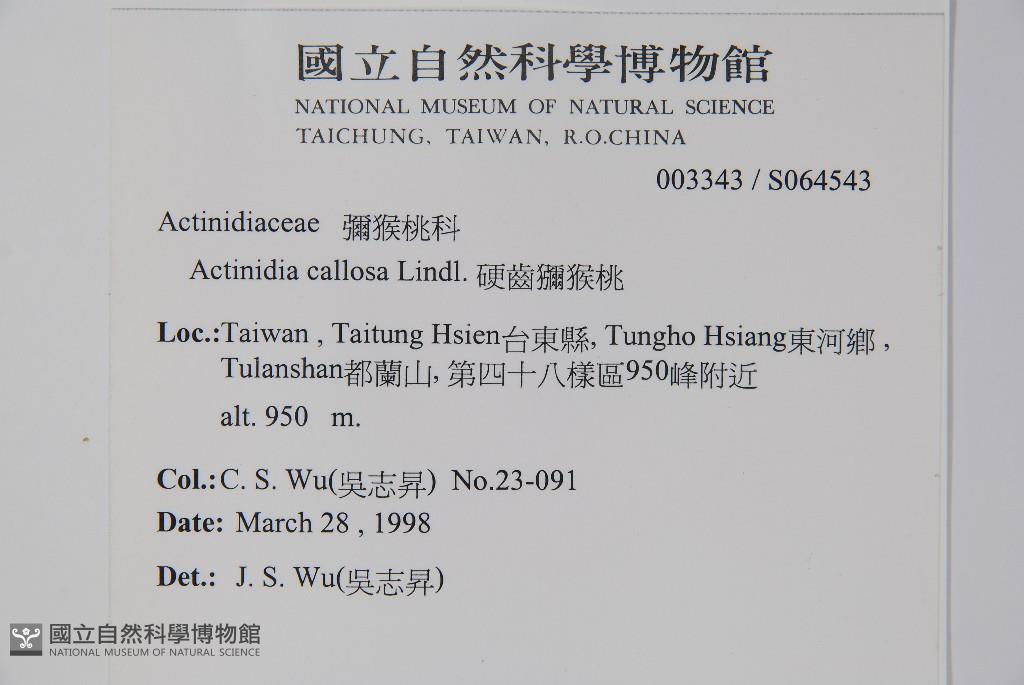 國立自然科學博物館
NATIONAL MUSEUM OF NATURAL SCIENCE
TAICHUNG, TAIWAN, R.O.CHINA
003343 / S064543
Actinidiaceae 彌猴桃科
Actinidia callosa Lindl. 硬齒獼猴桃
Loc.:Taiwan , Taitung Hsien台東縣, Tungho Hsiang東河鄉 ,
Tulanshan都蘭山, 第四十八樣區950峰附近
alt. 950 m.
Col.: C. S. Wu(吳志昇) No.23-091
Date: March 28 , 1998
Det.: J. S. Wu(吳志昇)
國立自然科學博物館
NATIONAL MUSEUM OF NATURAL SCIENCE